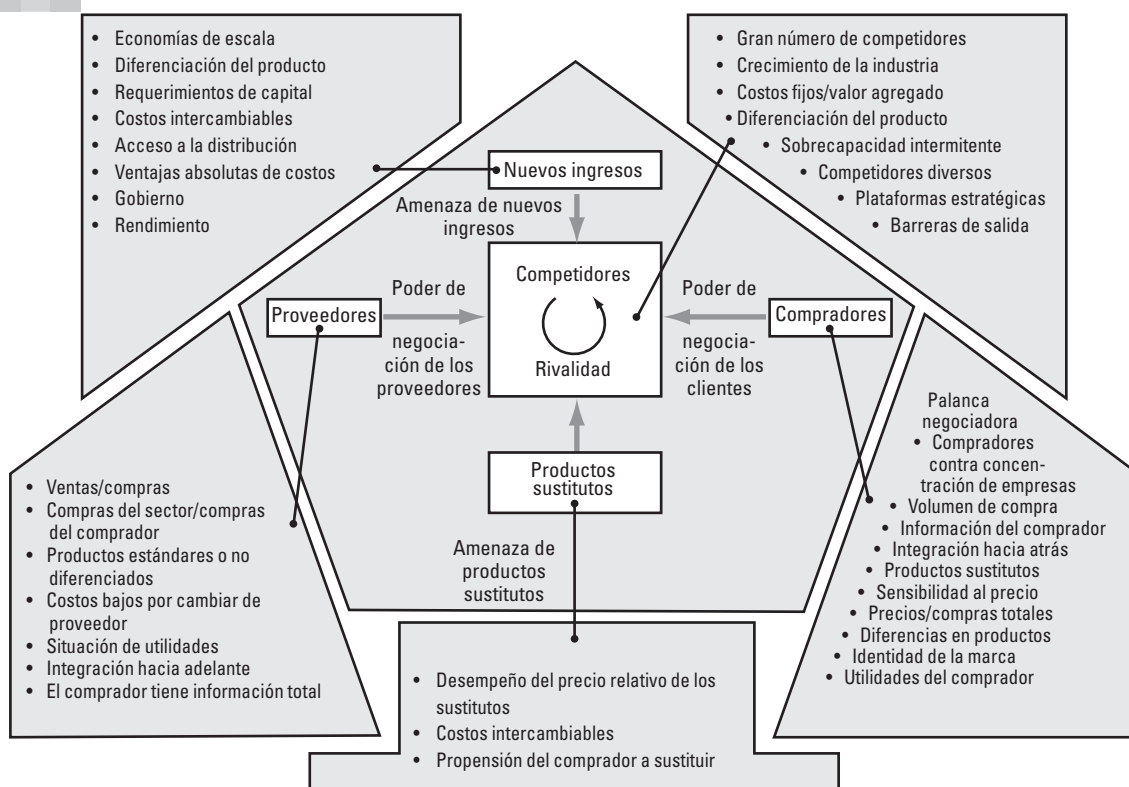 • Economías de escala
• Diferenciación del producto
• Requerimientos de capital
• Costos intercambiables
• Acceso a la distribución
• Ventajas absolutas de costos
• Gobierno
• Rendimiento
• Gran número de competidores
• Crecimiento de la industria
• Costos fijos/valor agregado
• Diferenciación del producto
• Sobrecapacidad intermitente
• Competidores diversos
• Plataformas estratégicas
• Barreras de salida
Nuevos ingresos
Amenaza de nuevos
ingresos
Proveedores
Poder de
negocia-
ción de los
proveedores
Competidores
Rivalidad
Poder de
negocia-
ción de los
clientes
Compradores
Productos
sustitutos
Amenaza de
productos
sustitutos
• Ventas/compras
• Compras del sector/compras
del comprador
• Productos estándares o no
diferenciados
• Costos bajos por cambiar de
proveedor
• Situación de utilidades
• Integración hacia adelante
• El comprador tiene información total
Palanca
negociadora
• Compradores
contra concen-
tración de empresas
• Volumen de compra
• Información del comprador
• Integración hacia atrás
• Productos sustitutos
• Sensibilidad al precio
• Precios/compras totales
• Diferencias en productos
• Identidad de la marca
• Utilidades del comprador
• Desempeño del precio relativo de los
sustitutos
• Costos intercambiables
• Propensión del comprador a sustituir